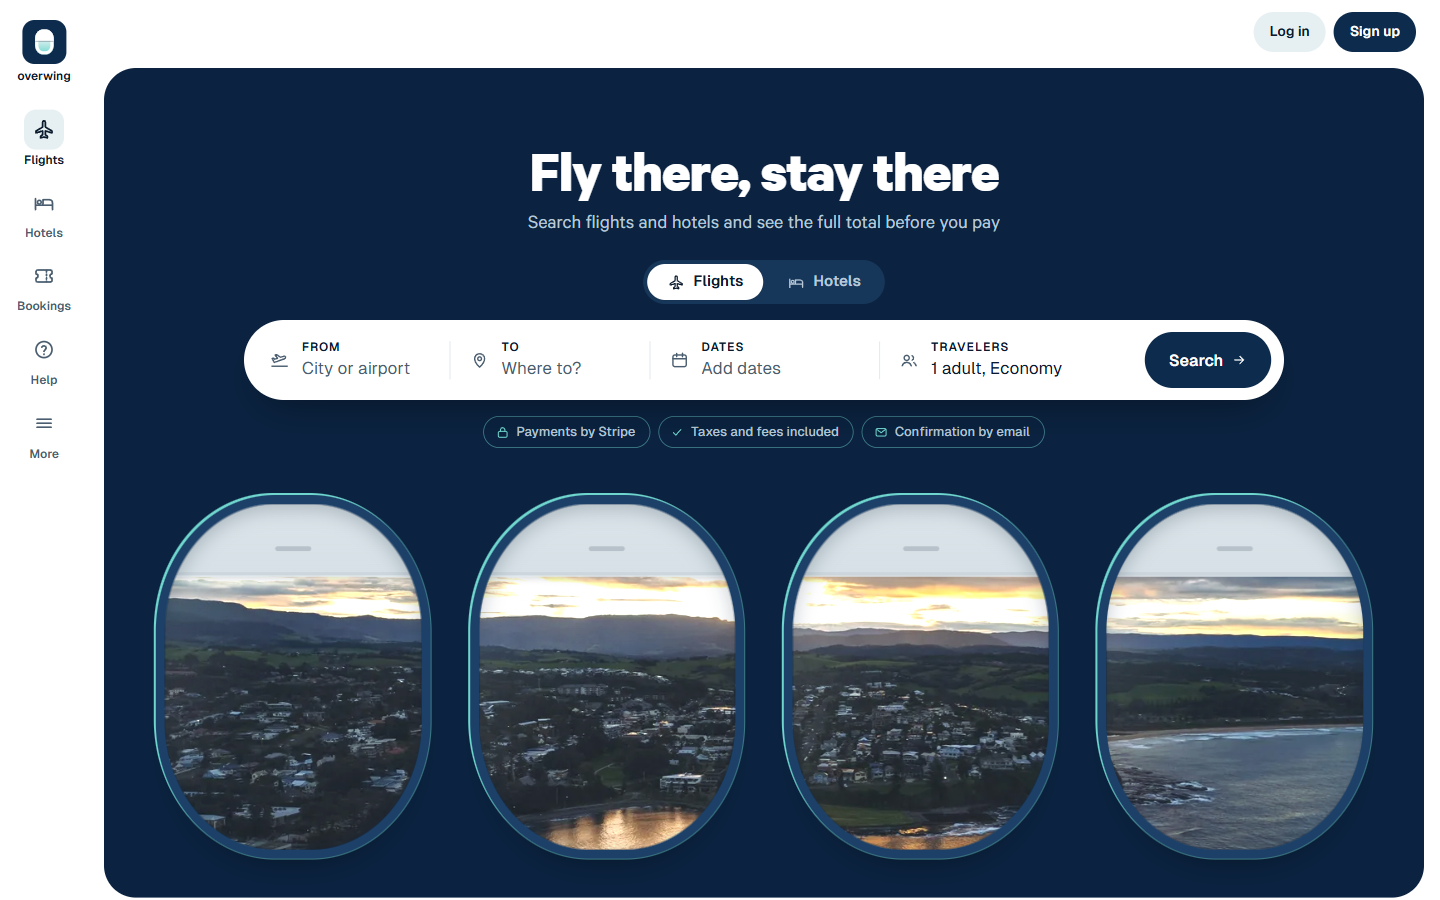 overwing
Flights
Hotels
Bookings
Help
More
Log in
Sign up
Fly there, stay there
Search flights and hotels and see the full total before you pay
Flights
Hotels
FROM
City or airport
TO
Where to?
DATES
Add dates
TRAVELERS
1 adult, Economy
Search
Payments by Stripe
Taxes and fees included
Confirmation by email